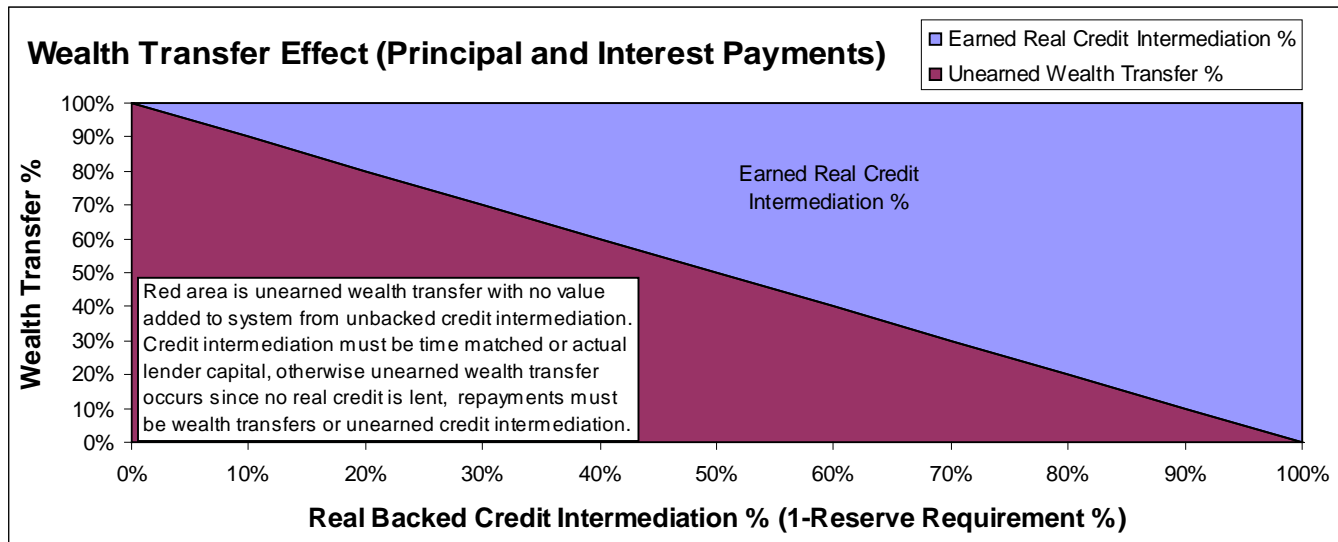 Wealth Transfer Effect (Principal and Interest Payments)
Earned Real Credit Intermediation %
Unearned Wealth Transfer %
Wealth Transfer %
100%
90%
80%
70%
60%
50%
40%
30%
20%
10%
0%
Earned Real Credit
Intermediation %
Red area is unearned wealth transfer with no value
added to system from unbacked credit intermediation.
Credit intermediation must be time matched or actual
lender capital, otherwise unearned wealth transfer
occurs since no real credit is lent, repayments must
be wealth transfers or unearned credit intermediation.
0% 10% 20% 30% 40% 50% 60% 70% 80% 90% 100%
Real Backed Credit Intermediation % (1-Reserve Requirement %)